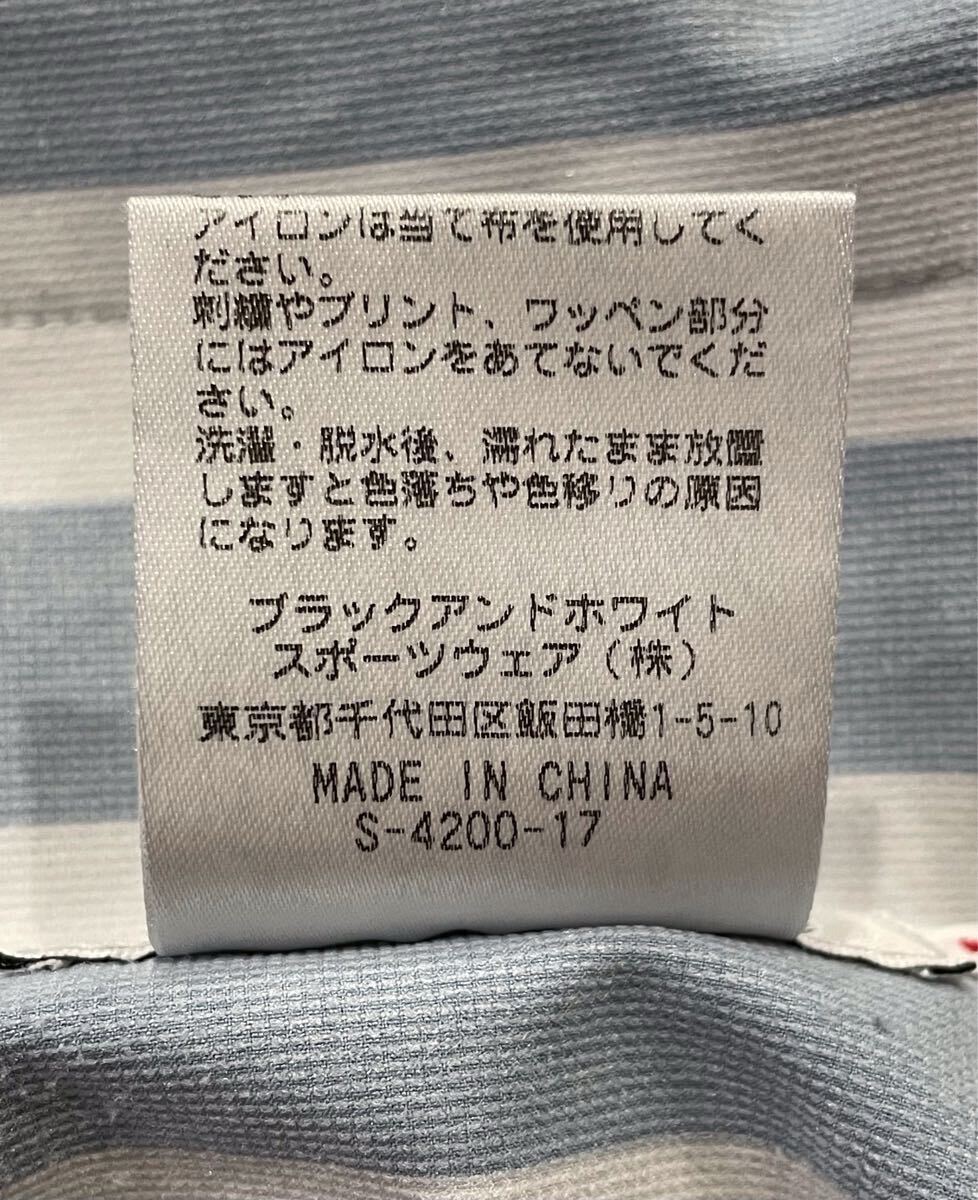 アイロンは当て布を使用してく
ださい。
刺繍やプリント、ワッペン部分
にはアイロンをあてないでくだ
さい。
洗濯・脱水後、濡れたまま放置
しますと色落ちや色移りの原因
になります。
ブラックアンドホワイト
スポーツウェア(株)
東京都千代田区飯田橋1-5-10
MADE IN CHINA
S-4200-17